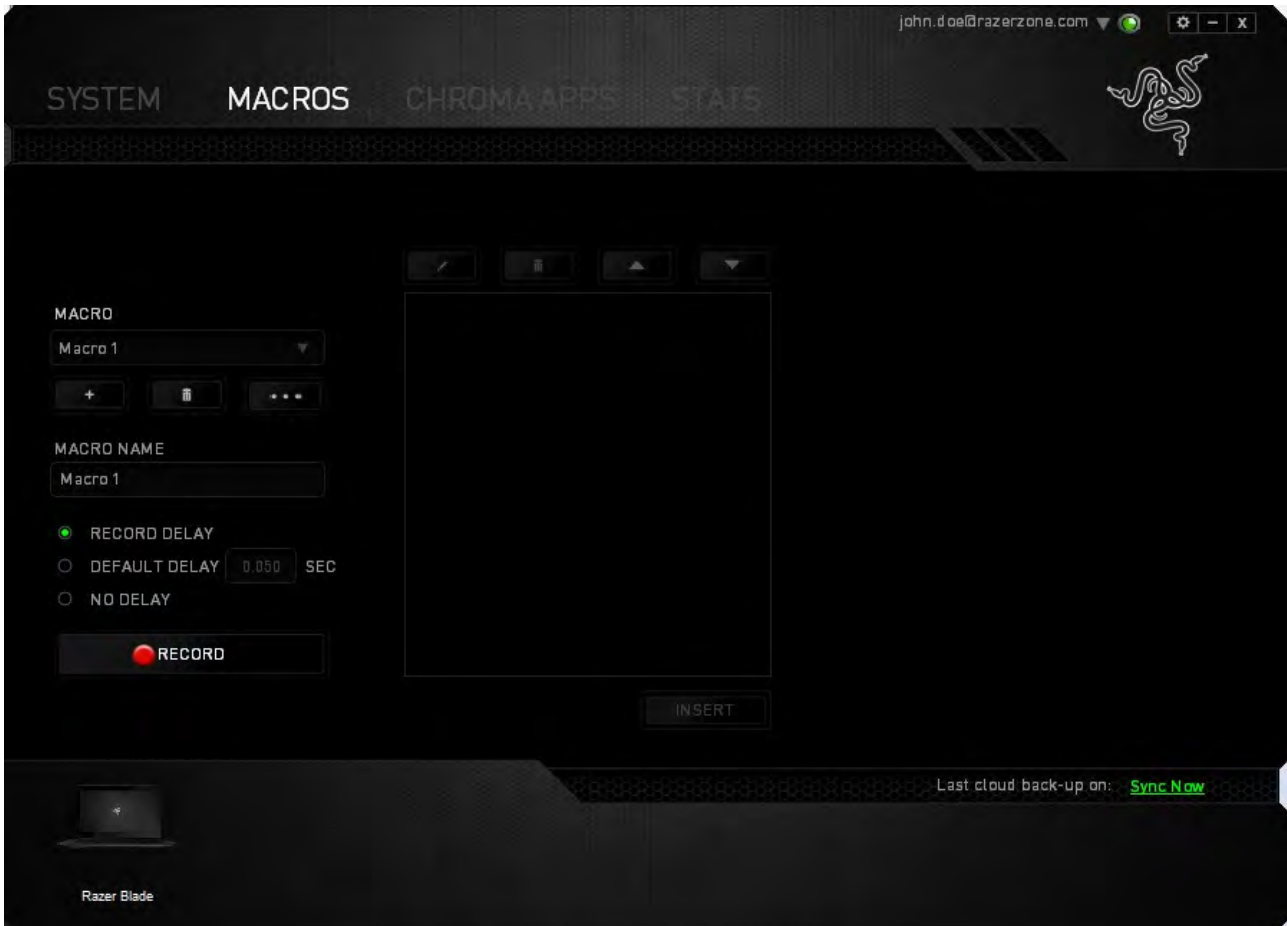 john.doe@razerzone.com
SYSTEM MACROS CHROMA APPS STATS
MACRO
Macro 1
MACRO NAME
Macro 1
RECORD DELAY
DEFAULT DELAY 0.050 SEC
NO DELAY
RECORD
INSERT
Last cloud back-up on: Sync Now
Razer Blade